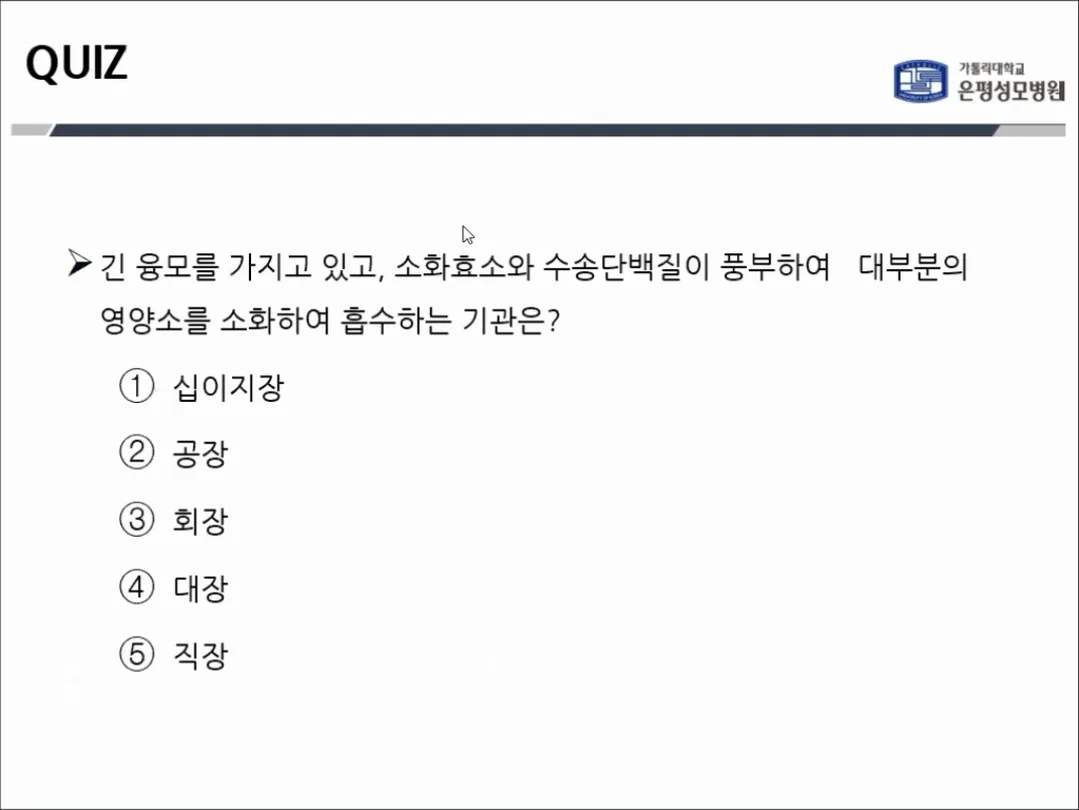 QUIZ
가톨릭대학교
은평성모병원
➢ 긴 융모를 가지고 있고, 소화효소와 수송단백질이 풍부하여 대부분의
영양소를 소화하여 흡수하는 기관은?
① 십이지장
② 공장
③ 회장
④ 대장
⑤ 직장